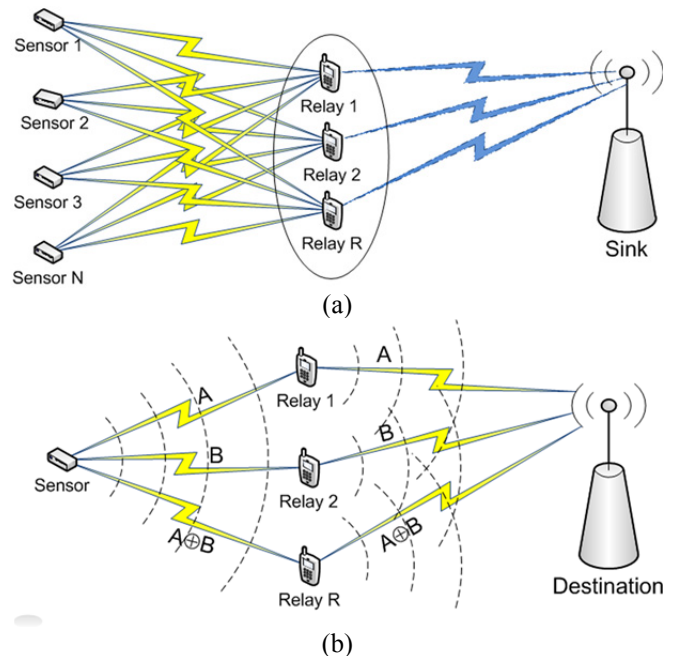 Sensor 1
Relay 1
Sensor 2
Relay 2
Sensor 3
Relay R
Sensor N
Sink
(a)
A
A
Relay 1
B
B
Sensor
Relay 2
A⊕B
A⊕B
Relay R
Destination
(b)